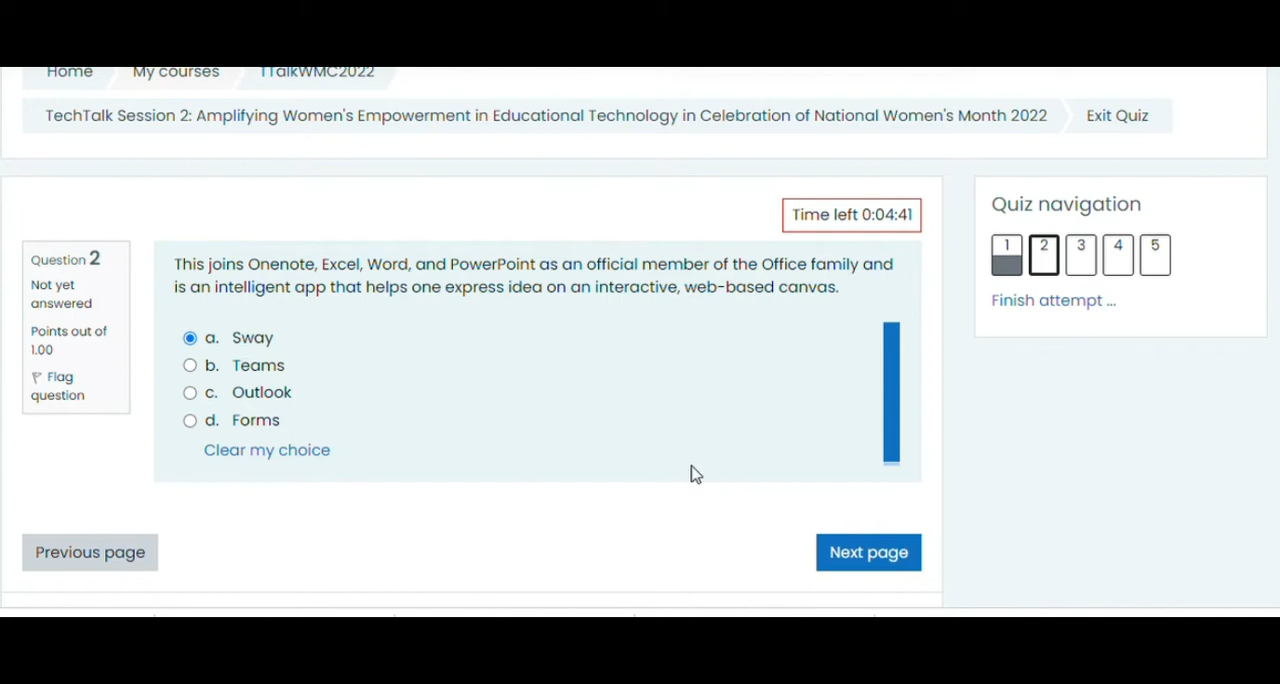 Home My courses TTalkWMC2022
TechTalk Session 2: Amplifying Women's Empowerment in Educational Technology in Celebration of National Women's Month 2022 Exit Quiz
Time left 0:04:41
Quiz navigation
1 2 3 4 5
Finish attempt ...
Question 2
Not yet
answered
Points out of
1.00
Flag
question
This joins Onenote, Excel, Word, and PowerPoint as an official member of the Office family and
is an intelligent app that helps one express idea on an interactive, web-based canvas.
a. Sway
b. Teams
c. Outlook
d. Forms
Clear my choice
Previous page
Next page